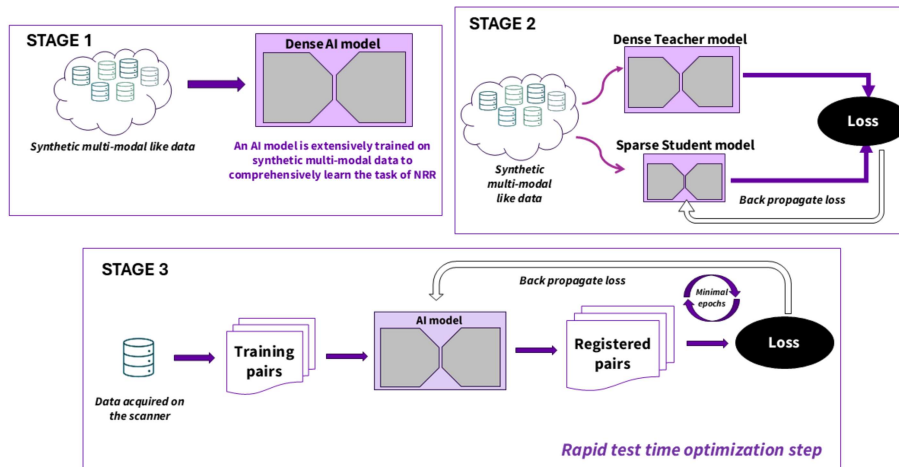 STAGE 1
Dense AI model
Synthetic multi-modal like data
An AI model is extensively trained on
synthetic multi-modal data to
comprehensively learn the task of NRR
STAGE 2
Dense Teacher model
Loss
Sparse Student model
Synthetic
multi-modal
like data
Back propagate loss
STAGE 3
Back propagate loss
Minimal
epochs
AI model
Training
pairs
Registered
pairs
Loss
Data acquired on
the scanner
Rapid test time optimization step